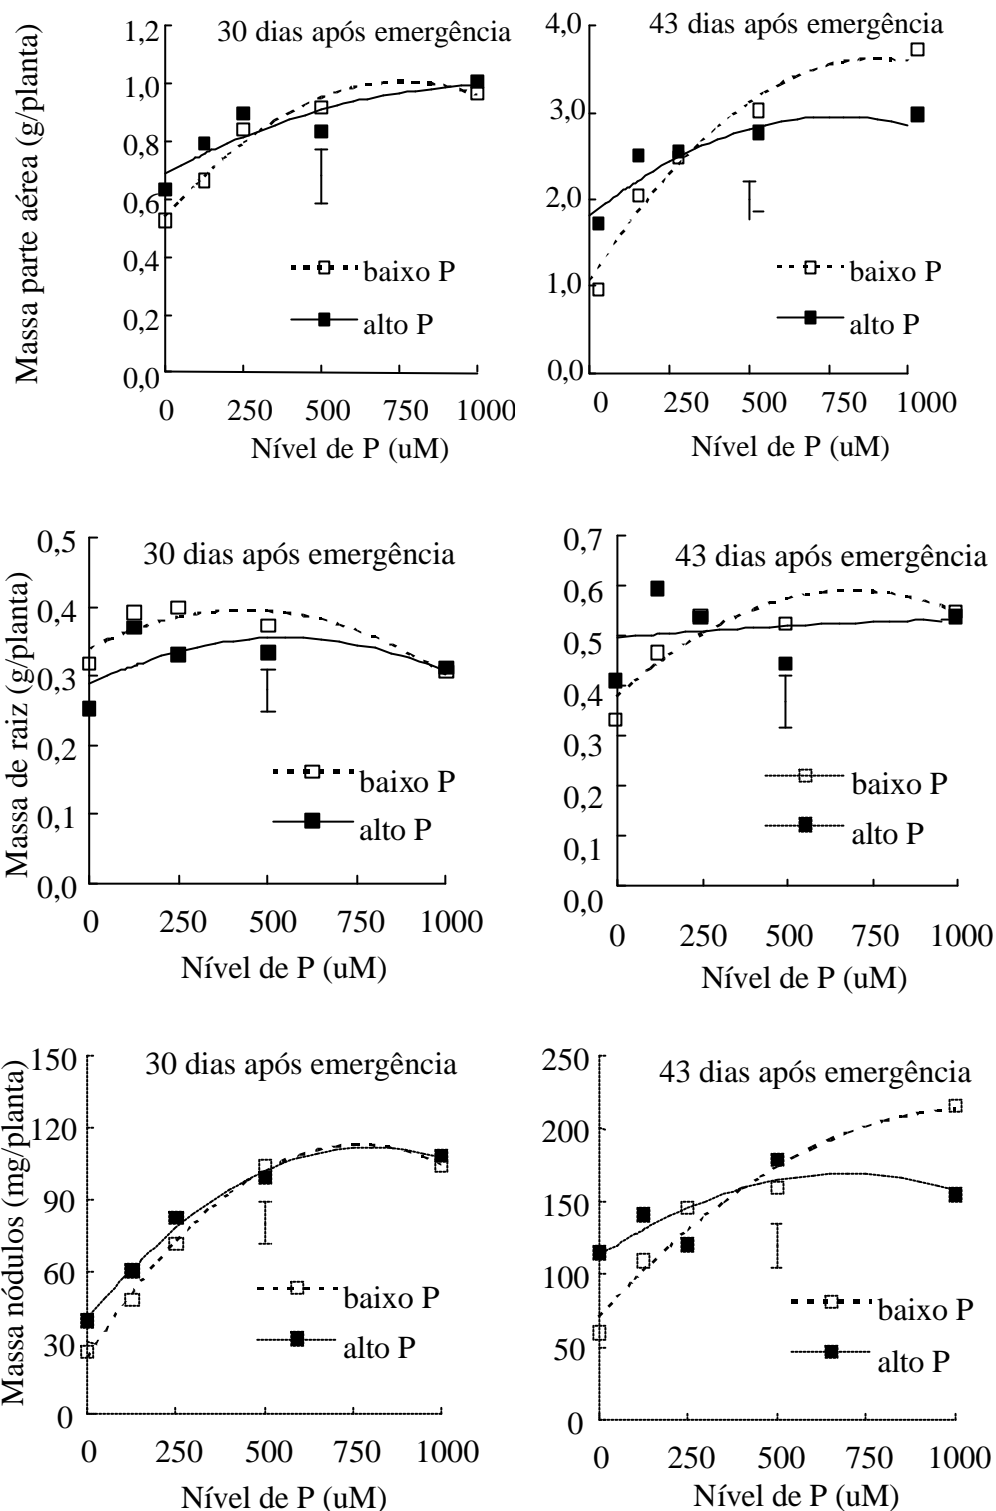 30 dias após emergência
Massa parte aérea (g/planta)
1,2
1,0
0,8
0,6
0,4
0,2
0,0
baixo P
alto P
0 250 500 750 1000
Nível de P (uM)
43 dias após emergência
4,0
3,0
2,0
1,0
0,0
baixo P
alto P
0 250 500 750 1000
Nível de P (uM)
30 dias após emergência
Massa de raiz (g/planta)
0,5
0,4
0,3
0,2
0,1
0,0
baixo P
alto P
0 250 500 750 1000
Nível de P (uM)
43 dias após emergência
0,7
0,6
0,5
0,4
0,3
0,2
0,1
0,0
baixo P
alto P
0 250 500 750 1000
Nível de P (uM)
30 dias após emergência
Massa nódulos (mg/planta)
150
120
90
60
30
0
baixo P
alto P
0 250 500 750 1000
Nível de P (uM)
43 dias após emergência
250
200
150
100
50
0
baixo P
alto P
0 250 500 750 1000
Nível de P (uM)